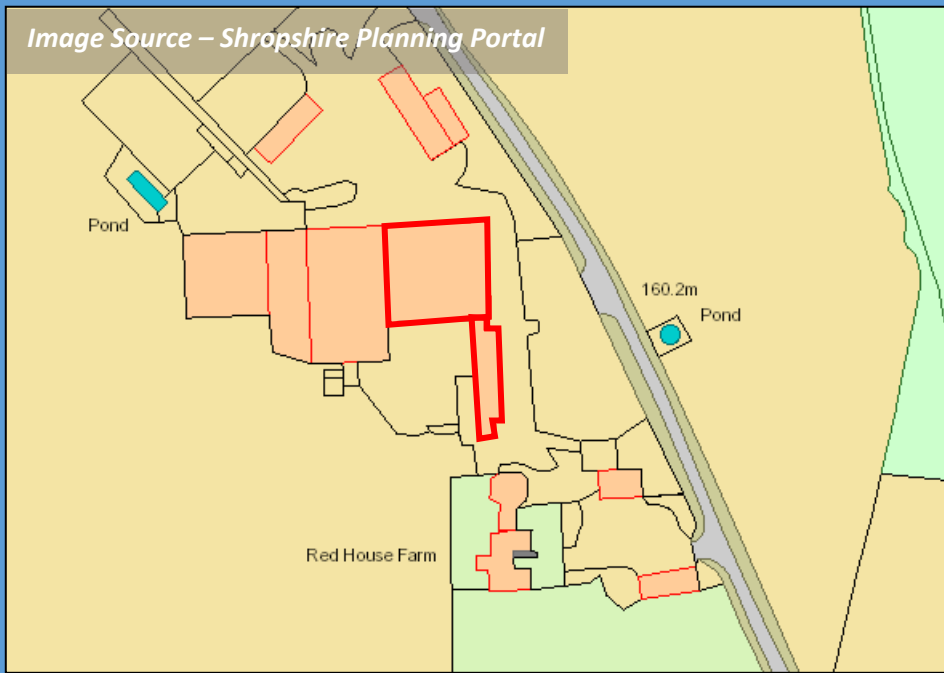 Image Source – Shropshire Planning Portal
Pond
160.2m
Pond
Red House Farm